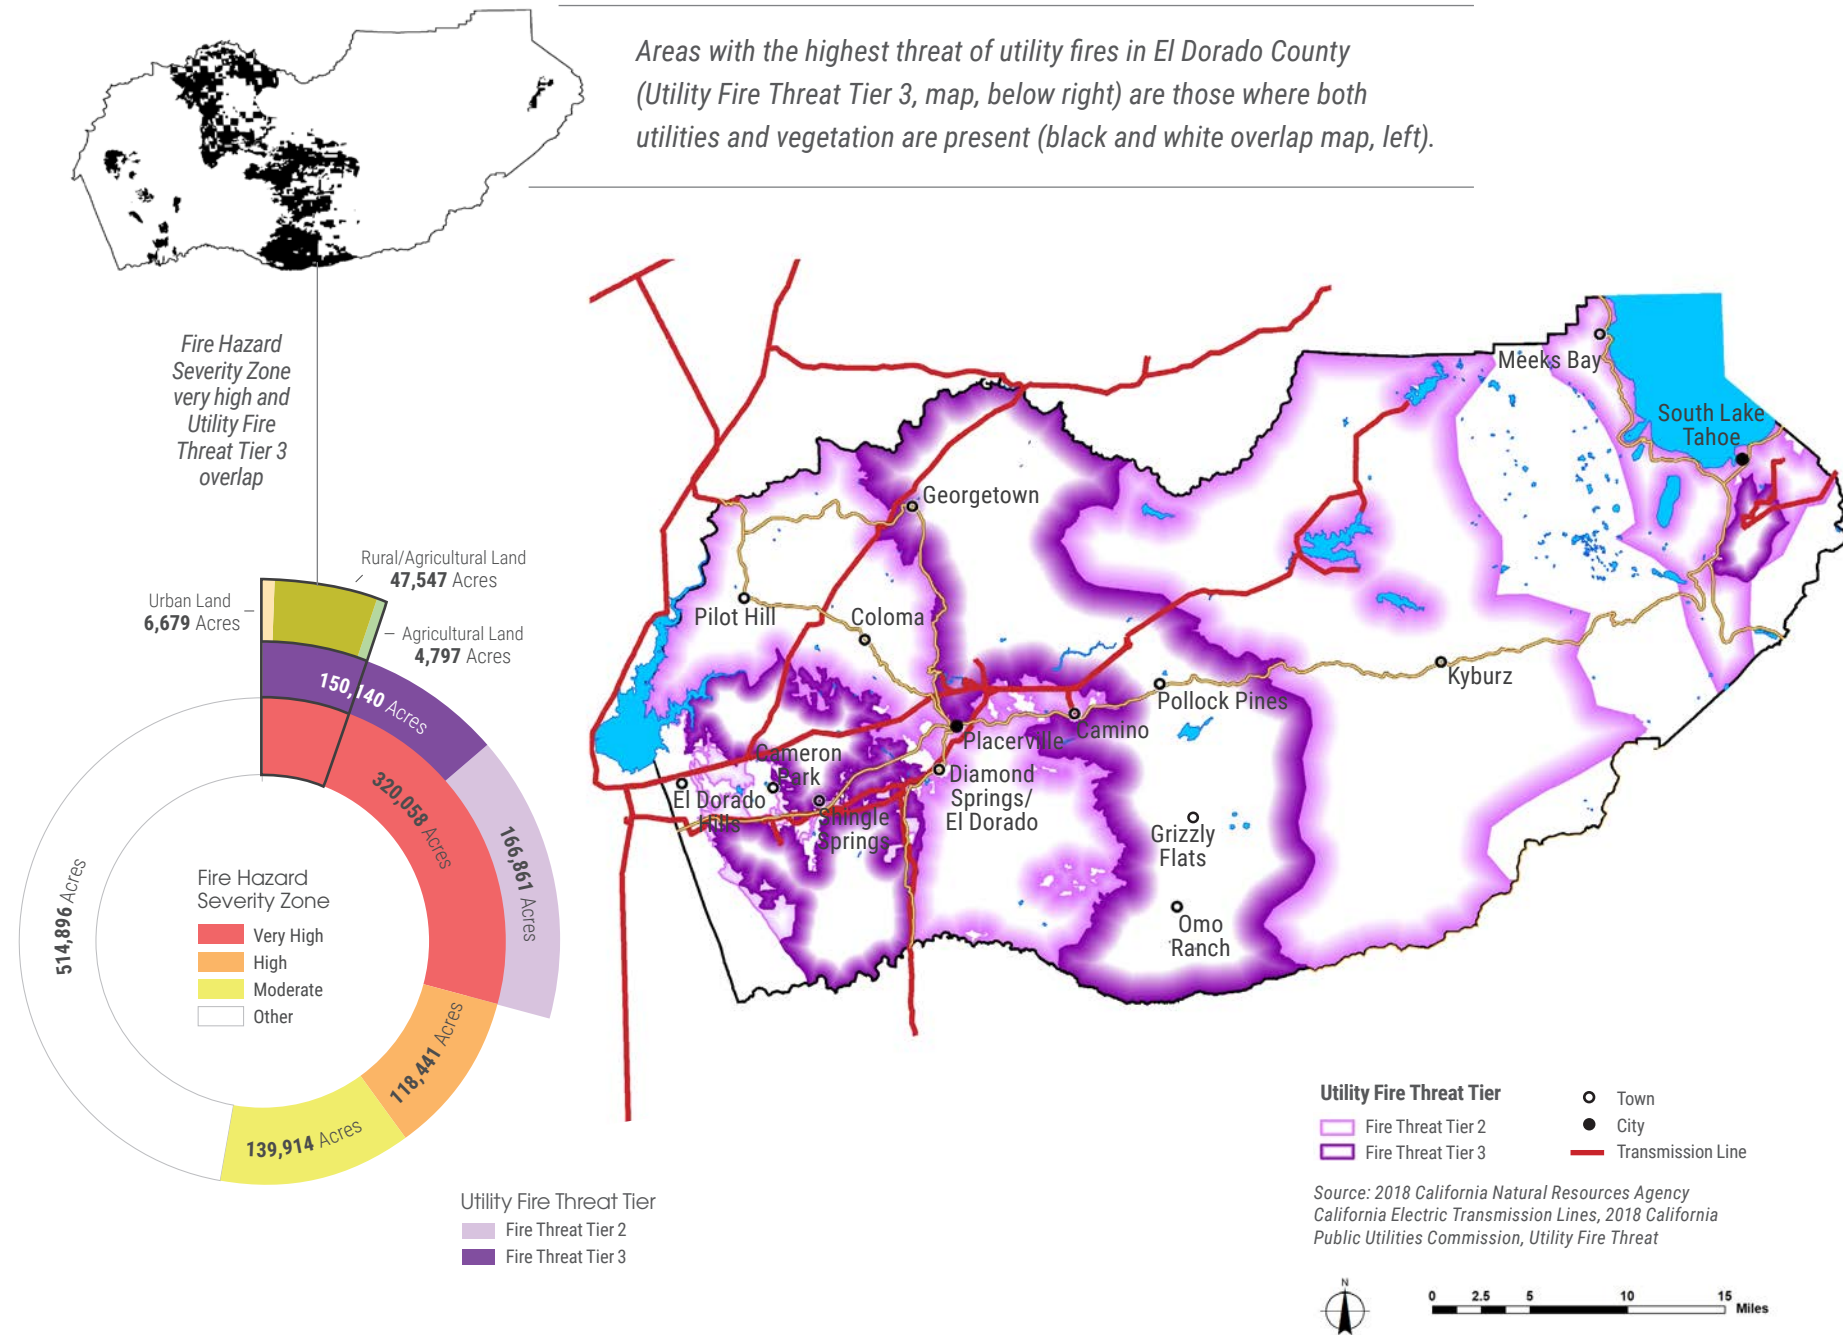 Areas with the highest threat of utility fires in El Dorado County
(Utility Fire Threat Tier 3, map, below right) are those where both
utilities and vegetation are present (black and white overlap map, left).
Fire Hazard
Severity Zone
very high and
Utility Fire
Threat Tier 3
overlap
Rural/Agricultural Land
47,547 Acres
Urban Land
6,679 Acres
Agricultural Land
4,797 Acres
150,140 Acres
320,058 Acres
166,861 Acres
514,896 Acres
118,441 Acres
139,914 Acres
Fire Hazard
Severity Zone
Very High
High
Moderate
Other
Utility Fire Threat Tier
Fire Threat Tier 2
Fire Threat Tier 3
Meeks Bay
South Lake
Tahoe
Georgetown
Pilot Hill
Coloma
Kyburz
Pollock Pines
Camino
Placerville
Cameron
Park
El Dorado
Hills
Shingle
Springs
Diamond
Springs/
El Dorado
Grizzly
Flats
Omo
Ranch
Utility Fire Threat Tier
Fire Threat Tier 2
Fire Threat Tier 3
Town
City
Transmission Line
Source: 2018 California Natural Resources Agency
California Electric Transmission Lines, 2018 California
Public Utilities Commission, Utility Fire Threat
N
0 2.5 5 10 15
Miles